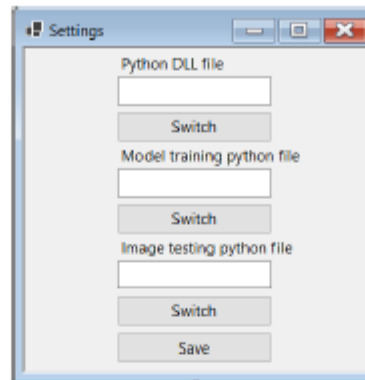 Settings
Python DLL file
Switch
Model training python file
Switch
Image testing python file
Switch
Save